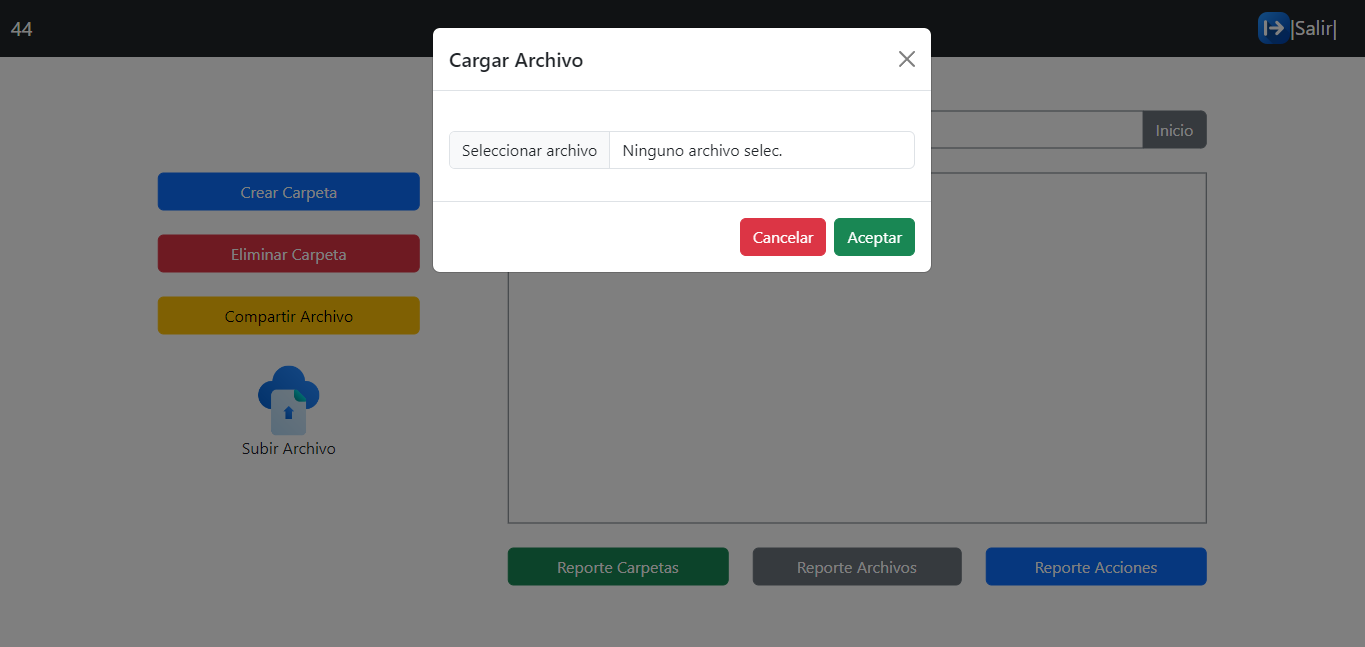 44
|Salir|
Cargar Archivo
Seleccionar archivo
Ninguno archivo selec.
Cancelar
Aceptar
Inicio
Crear Carpeta
Eliminar Carpeta
Compartir Archivo
Subir Archivo
Reporte Carpetas
Reporte Archivos
Reporte Acciones